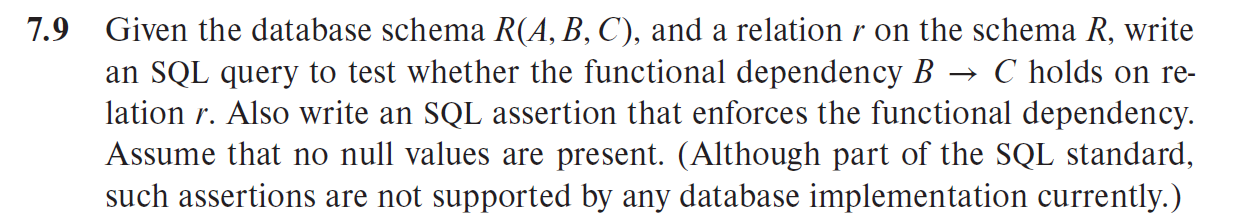 7.9 Given the database schema R(A, B, C), and a relation r on the schema R, write
an SQL query to test whether the functional dependency B → C holds on re-
lation r. Also write an SQL assertion that enforces the functional dependency.
Assume that no null values are present. (Although part of the SQL standard,
such assertions are not supported by any database implementation currently.)